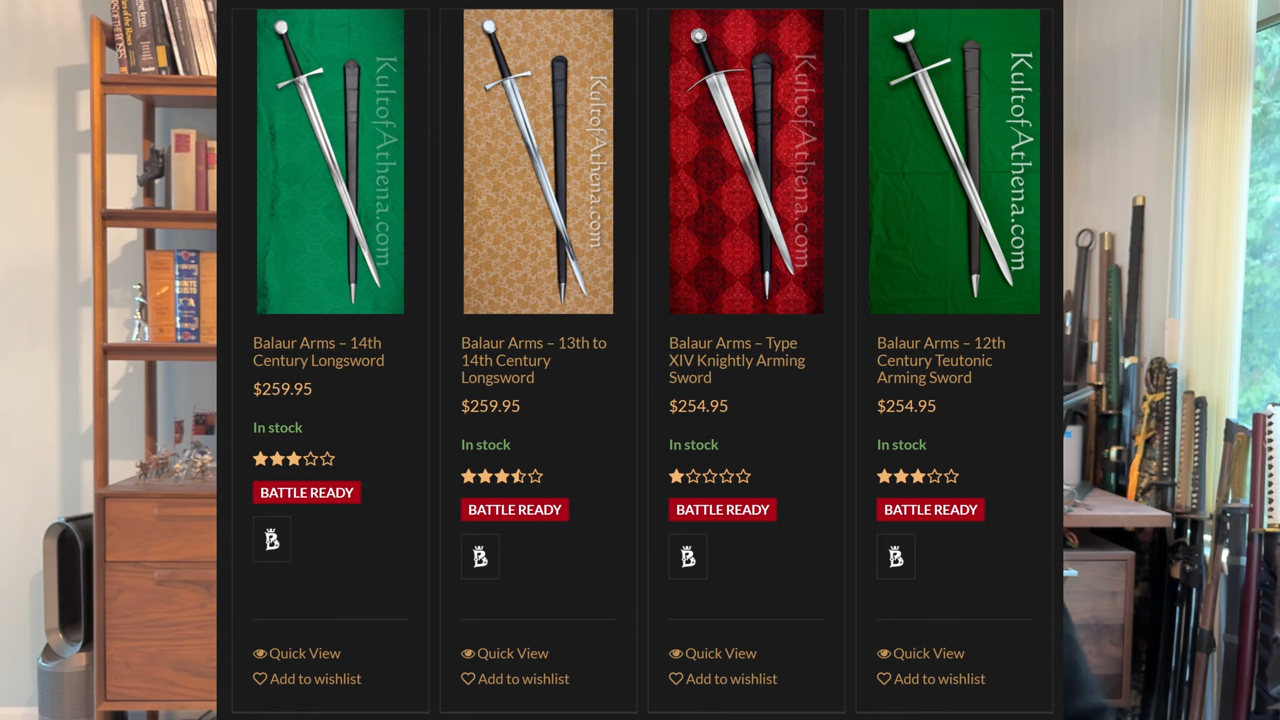 KultofAthena.com
KultofAthena.com
KultofAthena.com
KultofAthena.com
Balaur Arms – 14th
Century Longsword
$259.95
In stock
BATTLE READY
B
Quick View
Add to wishlist
Balaur Arms – 13th to
14th Century
Longsword
$259.95
In stock
BATTLE READY
B
Quick View
Add to wishlist
Balaur Arms – Type
XIV Knightly Arming
Sword
$254.95
In stock
BATTLE READY
B
Quick View
Add to wishlist
Balaur Arms – 12th
Century Teutonic
Arming Sword
$254.95
In stock
BATTLE READY
B
Quick View
Add to wishlist